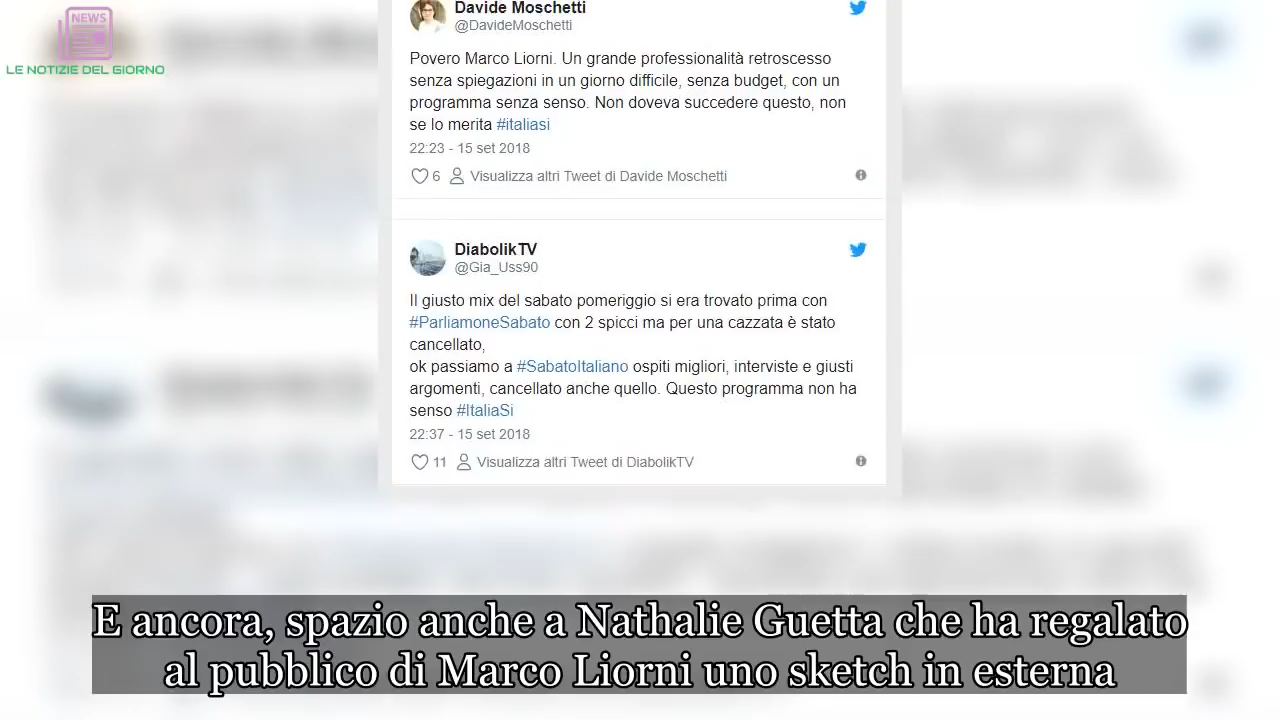 NEWS
LE NOTIZIE DEL GIORNO
Davide Moschetti
@DavideMoschetti
Povero Marco Liorni. Un grande professionalità retroscesso
senza spiegazioni in un giorno difficile, senza budget, con un
programma senza senso. Non doveva succedere questo, non
se lo merita #italiasi
22:23 - 15 set 2018
6 Visualizza altri Tweet di Davide Moschetti
DiabolikTV
@Gia_Uss90
Il giusto mix del sabato pomeriggio si era trovato prima con
#ParliamoneSabato con 2 spicci ma per una cazzata è stato
cancellato,
ok passiamo a #SabatoItaliano ospiti migliori, interviste e giusti
argomenti, cancellato anche quello. Questo programma non ha
senso #ItaliaSi
22:37 - 15 set 2018
11 Visualizza altri Tweet di DiabolikTV
E ancora, spazio anche a Nathalie Guetta che ha regalato
al pubblico di Marco Liorni uno sketch in esterna